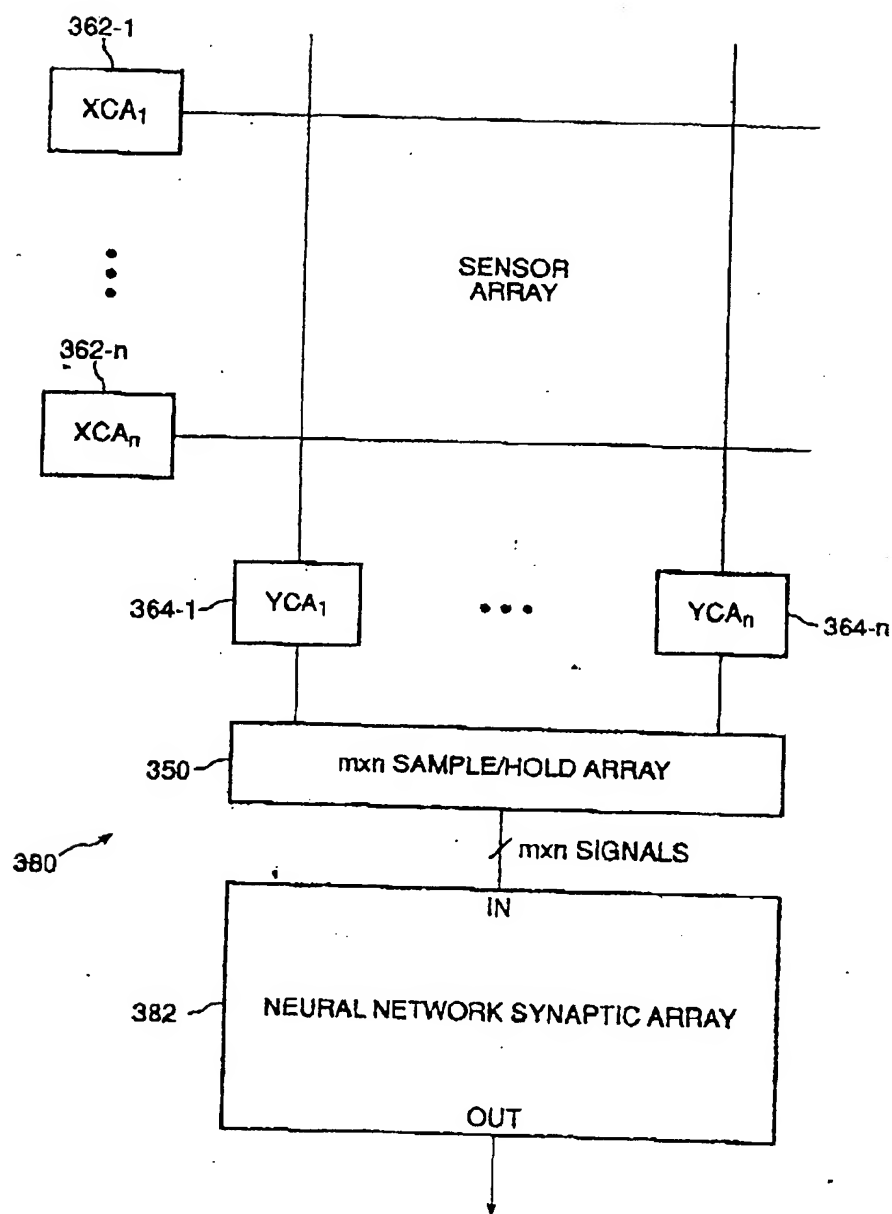 362-1
XCA₁
SENSOR
ARRAY
362-n
XCAₙ
364-1
YCA₁
YCAₙ
364-n
350
mxn SAMPLE/HOLD ARRAY
380
mxn SIGNALS
IN
382
NEURAL NETWORK SYNAPTIC ARRAY
OUT